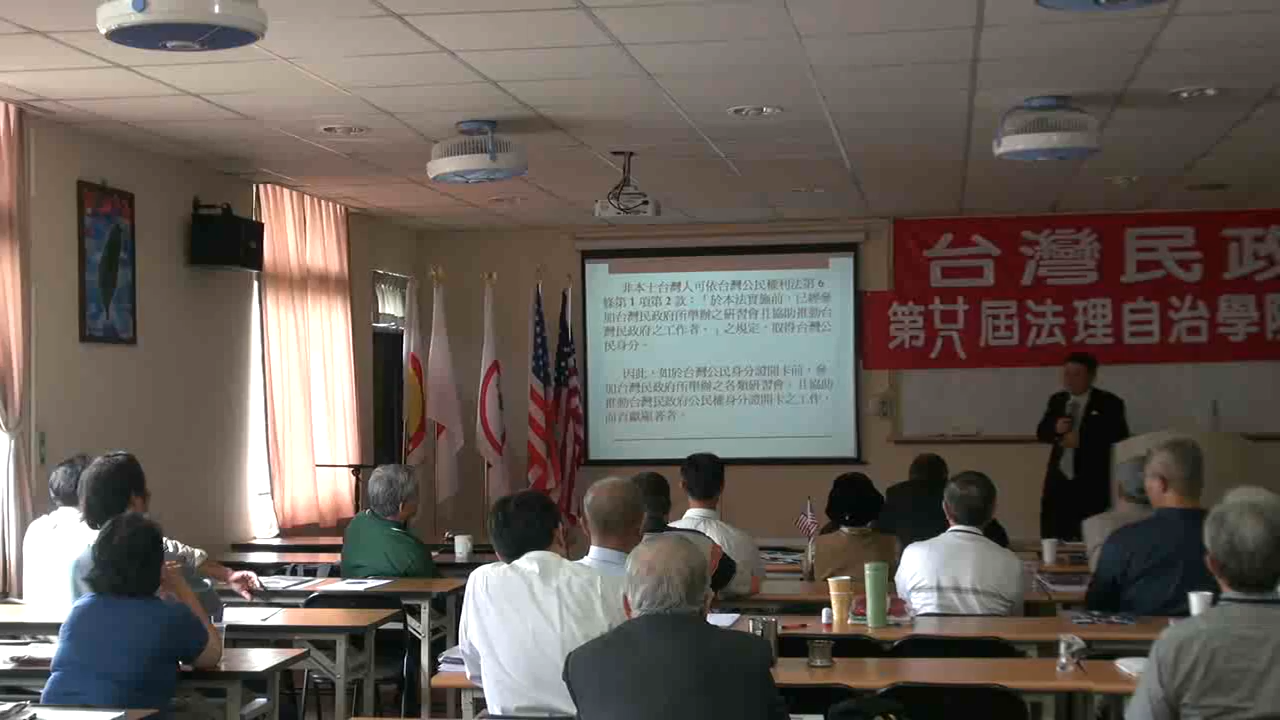 台灣民政
第廿八屆法理自治學院
非本土台灣人可依台灣公民權利法第6
條第1項第2款：「於本法實施前，已經參
加台灣民政府所舉辦之研習會且協助推動台
灣民政府之工作者，」之規定，取得台灣公
民身分。
因此，如於台灣公民身分證開卡前，參
加台灣民政府所舉辦之各類研習會，且協助
推動台灣民政府公民權身分證開卡之工作，
而貢獻顯著者。